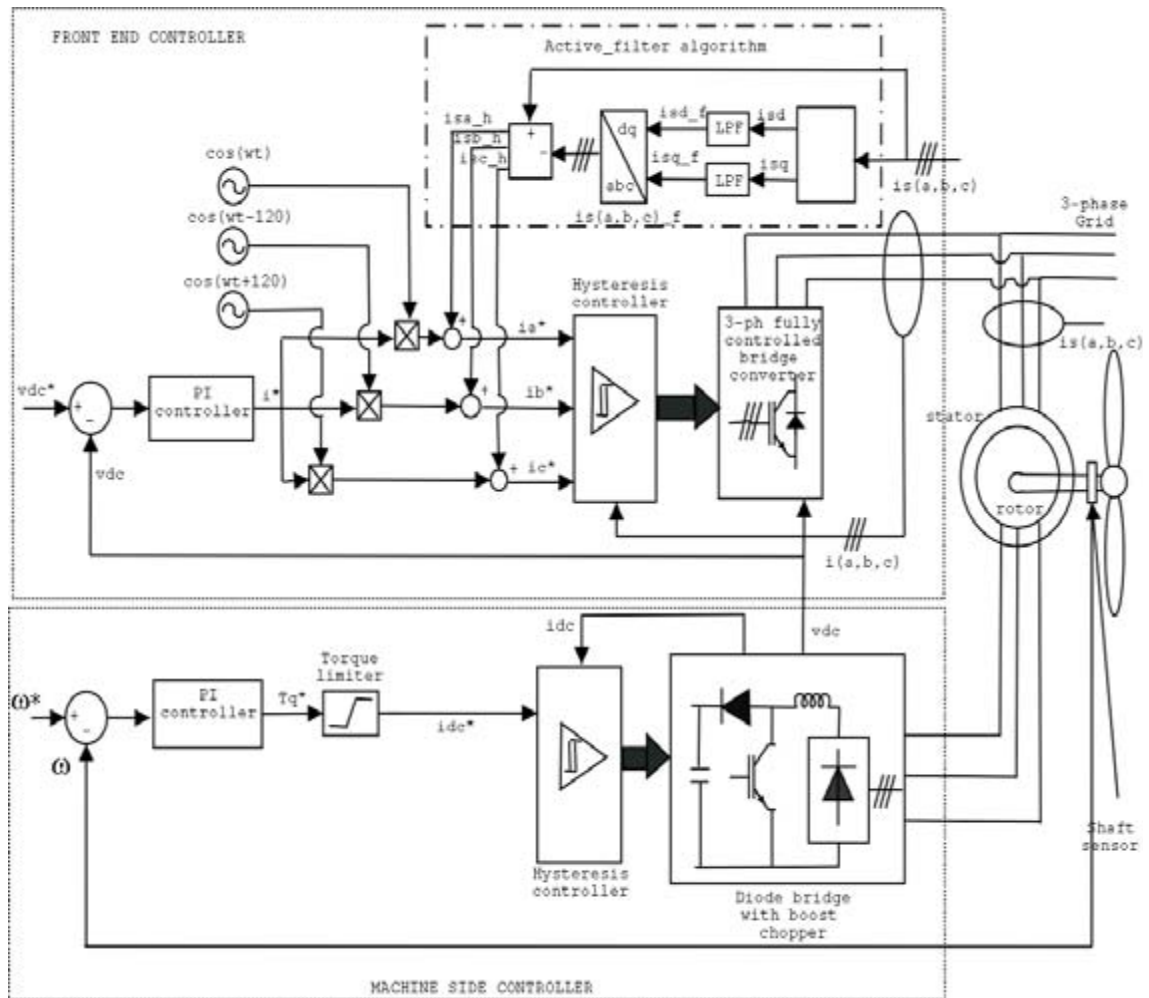 FRONT END CONTROLLER
Active_filter algorithm
isa_h
isb_h
isc_h
+
-
dq
abc
isd_f
isq_f
LPF
LPF
isd
isq
is(a,b,c)
is(a,b,c)_f
cos(wt)
cos(wt-120)
cos(wt+120)
3-phase
Grid
Hysteresis
controller
3-ph fully
controlled
bridge
converter
is(a,b,c)
vdc*
+
-
PI
controller
i*
+
ia*
+
ib*
+
ic*
vdc
stator
rotor
i(a,b,c)
idc
vdc
ω*
+
-
PI
controller
Tq*
Torque
limiter
idc*
ω
Hysteresis
controller
Diode bridge
with boost
chopper
Shaft
sensor
MACHINE SIDE CONTROLLER